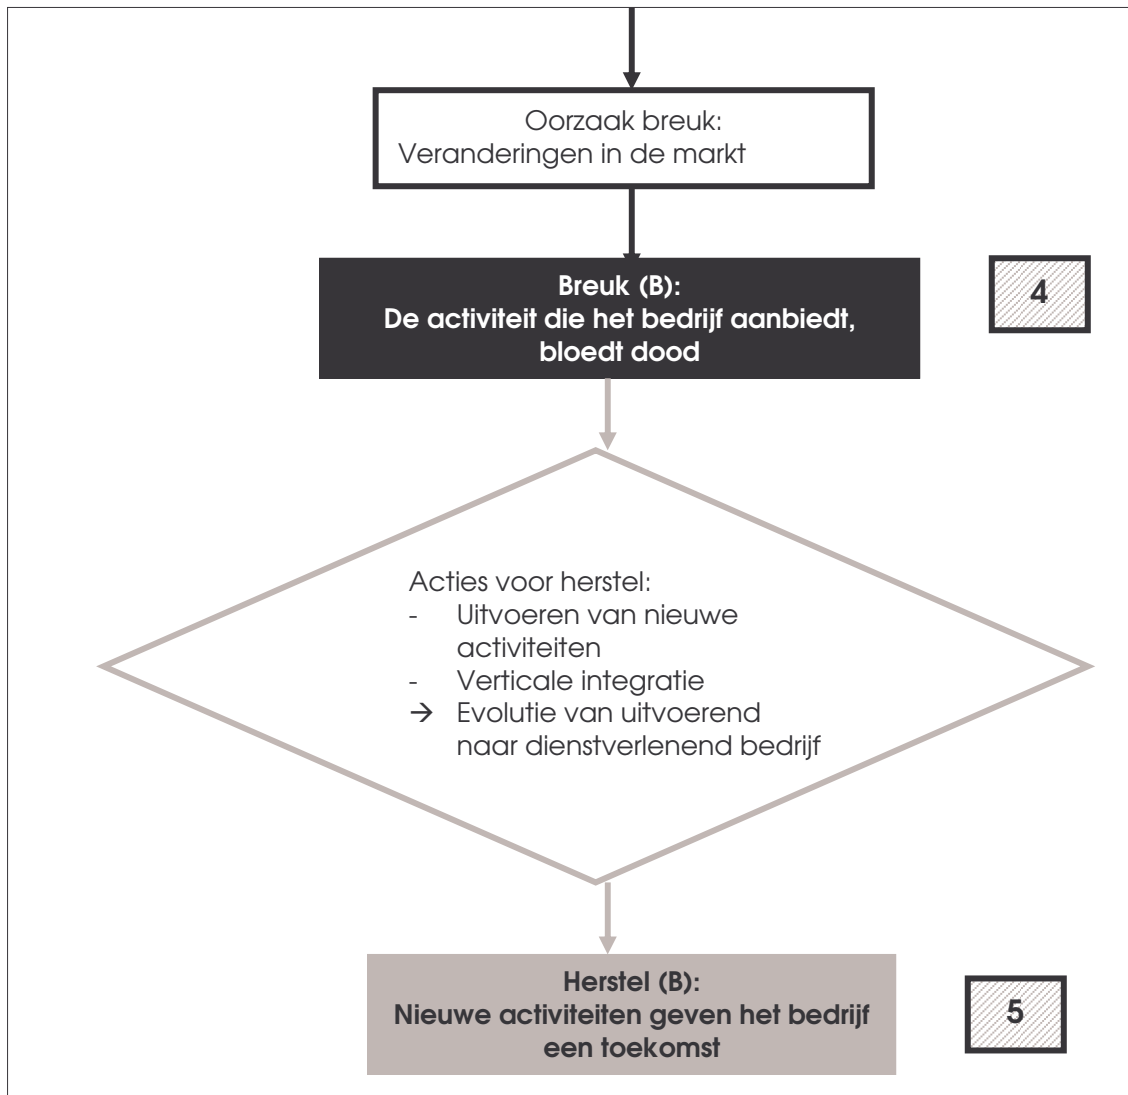 Oorzaak breuk:
Veranderingen in de markt
Breuk (B):
De activiteit die het bedrijf aanbiedt,
bloedt dood
4
Acties voor herstel:
- Uitvoeren van nieuwe
activiteiten
- Verticale integratie
→ Evolutie van uitvoerend
naar dienstverlenend bedrijf
Herstel (B):
Nieuwe activiteiten geven het bedrijf
een toekomst
5